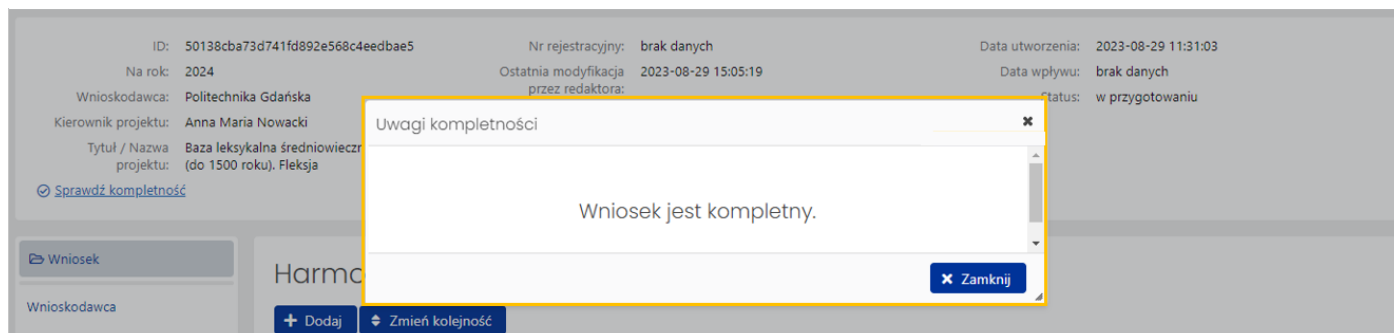 ID: 50138cba73d741fd892e568c4eedbae5 Nr rejestracyjny: brak danych Data utworzenia: 2023-08-29 11:31:03
Na rok: 2024 Ostatnia modyfikacja przez redaktora: 2023-08-29 15:05:19 Data wpływu: brak danych
Wnioskodawca: Politechnika Gdańska Status: w przygotowaniu
Kierownik projektu: Anna Maria Nowacki
Tytuł / Nazwa projektu: Baza leksykalna średniowieczn
(do 1500 roku). Fleksja
Sprawdź kompletność
Uwagi kompletności
Wniosek jest kompletny.
Zamknij
Wniosek
Wnioskodawca
Harmo
Dodaj Zmień kolejność